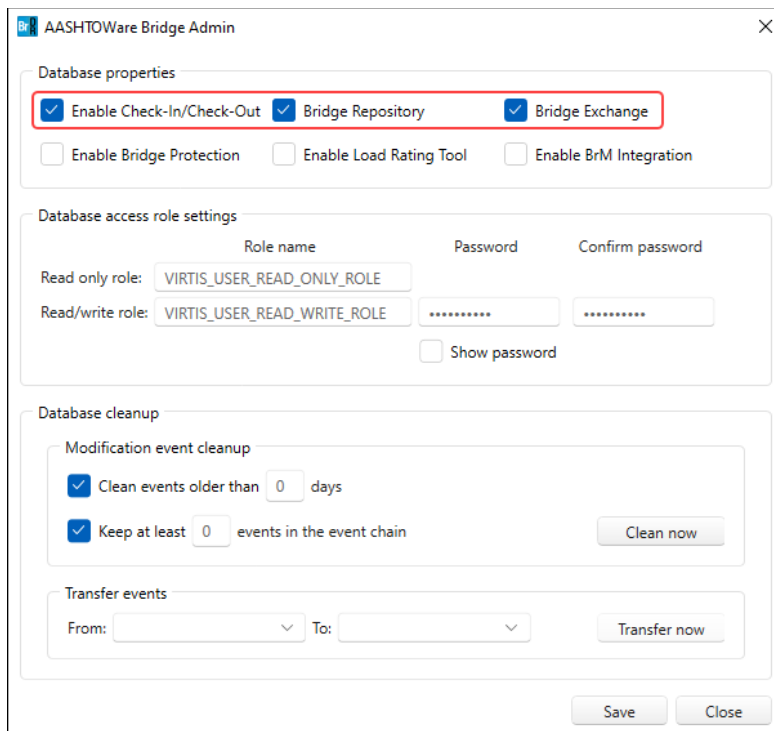 Br DR AASHTOWare Bridge Admin
Database properties
Enable Check-In/Check-Out Bridge Repository Bridge Exchange
Enable Bridge Protection Enable Load Rating Tool Enable BrM Integration
Database access role settings
Role name Password Confirm password
Read only role: VIRTIS_USER_READ_ONLY_ROLE
Read/write role: VIRTIS_USER_READ_WRITE_ROLE •••••••••• ••••••••••
Show password
Database cleanup
Modification event cleanup
Clean events older than 0 days
Keep at least 0 events in the event chain Clean now
Transfer events
From: To: Transfer now
Save Close